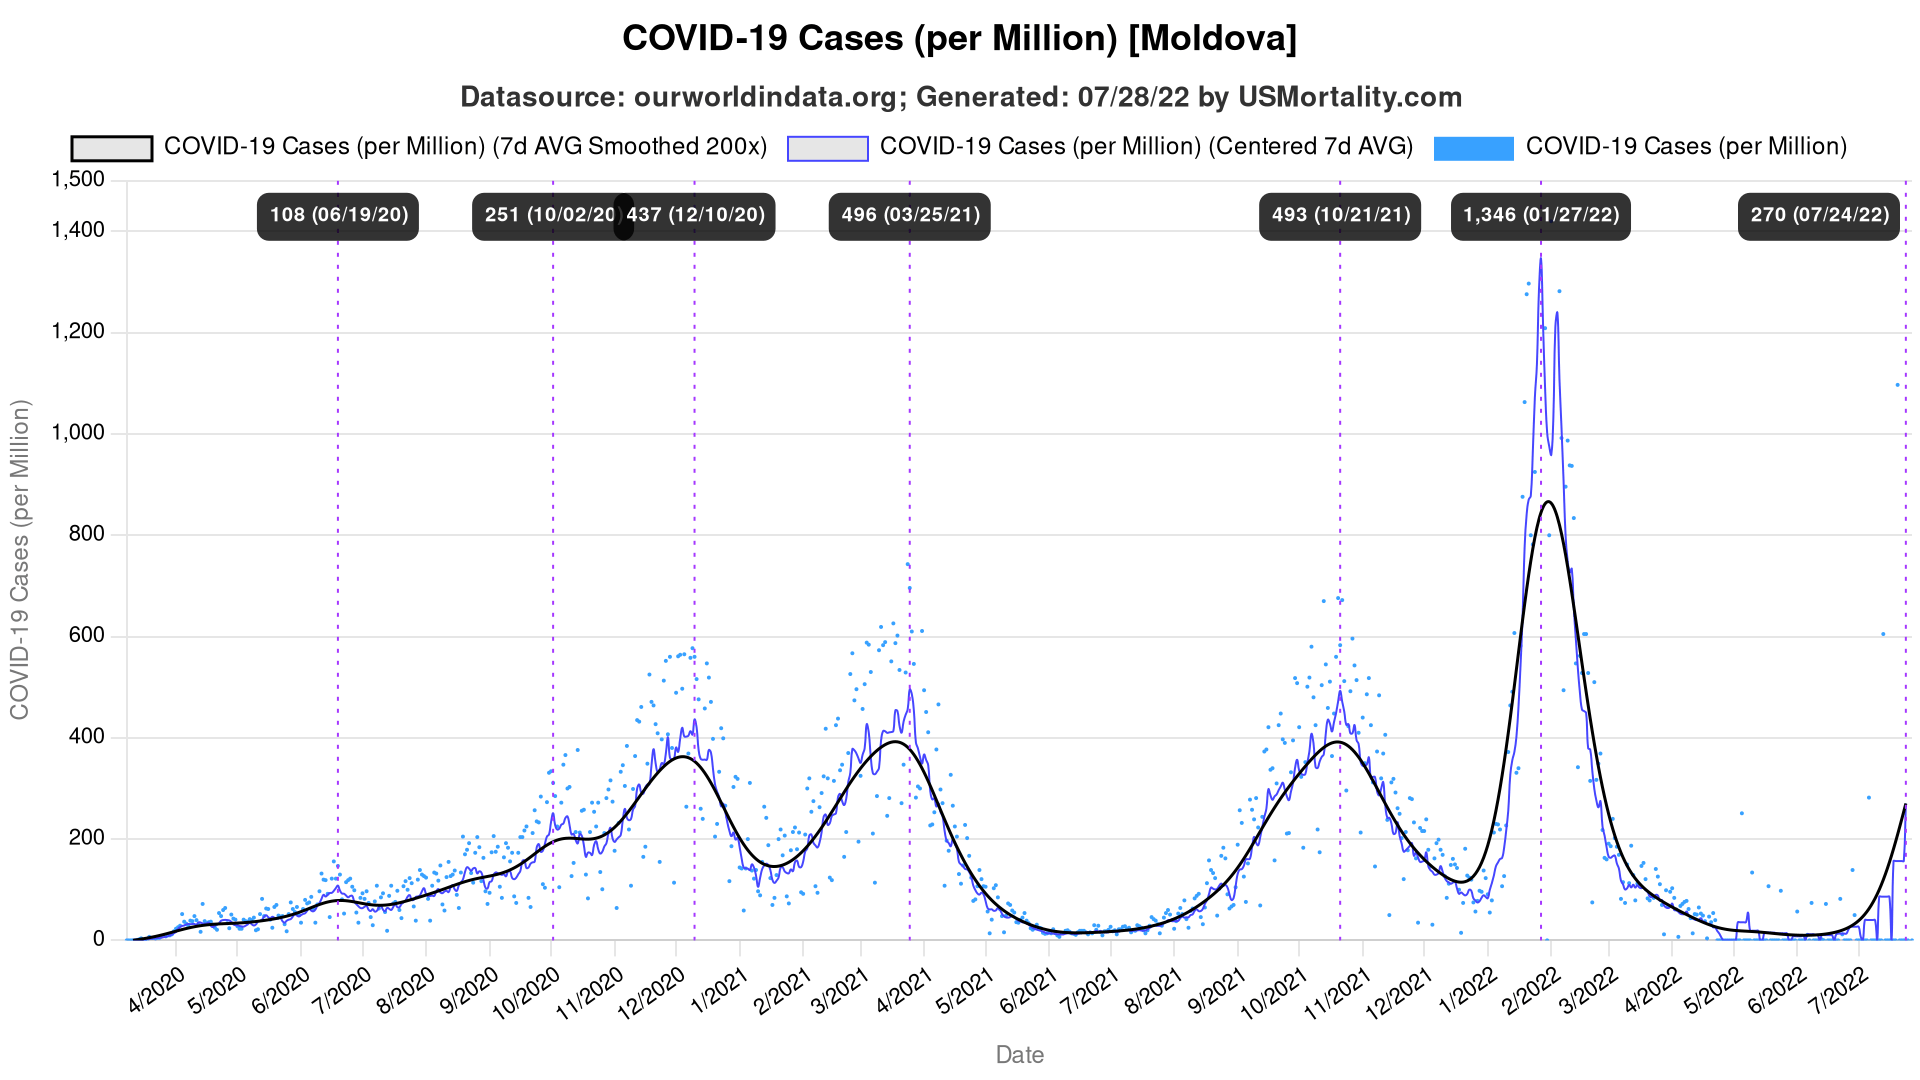 COVID-19 Cases (per Million) [Moldova]
Datasource: ourworldindata.org; Generated: 07/28/22 by USMortality.com
COVID-19 Cases (per Million) (7d AVG Smoothed 200x) COVID-19 Cases (per Million) (Centered 7d AVG) COVID-19 Cases (per Million)
108 (06/19/20) 251 (10/02/20) 437 (12/10/20) 496 (03/25/21) 493 (10/21/21) 1,346 (01/27/22) 270 (07/24/22)
COVID-19 Cases (per Million)
1,500
1,400
1,200
1,000
800
600
400
200
0
4/2020 5/2020 6/2020 7/2020 8/2020 9/2020 10/2020 11/2020 12/2020 1/2021 2/2021 3/2021 4/2021 5/2021 6/2021 7/2021 8/2021 9/2021 10/2021 11/2021 12/2021 1/2022 2/2022 3/2022 4/2022 5/2022 6/2022 7/2022
Date